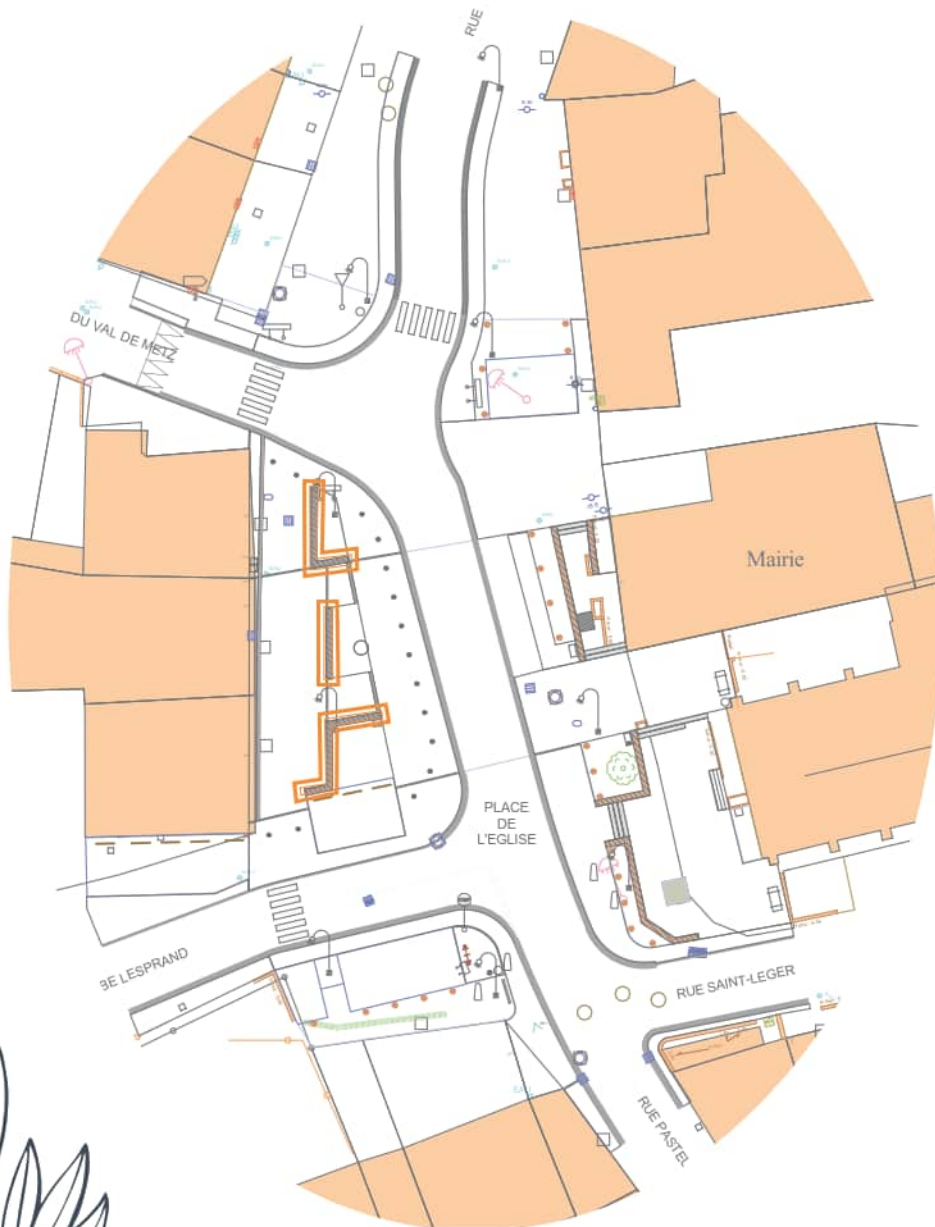 RUE
DU VAL DE METZ
Mairie
PLACE
DE
L'EGLISE
BE LESPRAND
RUE SAINT-LEGER
RUE PASTEL